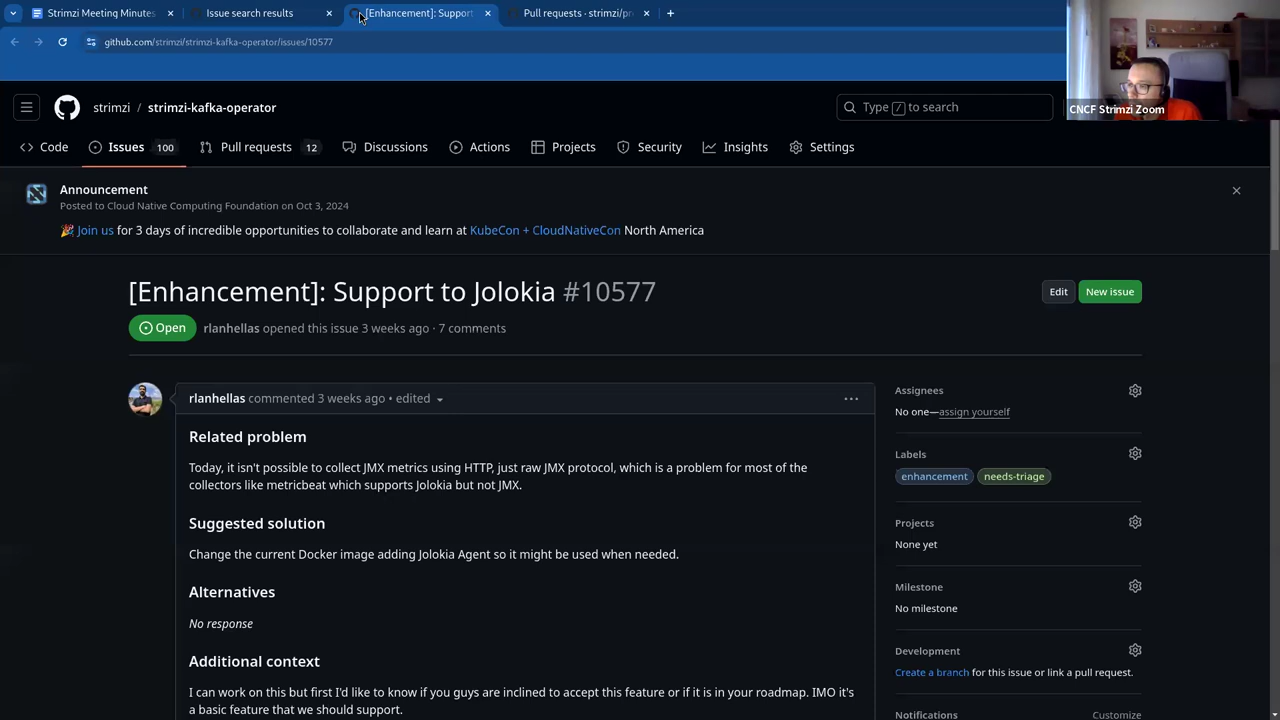 Strimzi Meeting Minutes
Issue search results
[Enhancement]: Support
Pull requests · strimzi/pr
github.com/strimzi/strimzi-kafka-operator/issues/10577
CNCF Strimzi Zoom
strimzi / strimzi-kafka-operator
Type / to search
Code
Issues 100
Pull requests 12
Discussions
Actions
Projects
Security
Insights
Settings
Announcement
Posted to Cloud Native Computing Foundation on Oct 3, 2024
🎉 Join us for 3 days of incredible opportunities to collaborate and learn at KubeCon + CloudNativeCon North America
[Enhancement]: Support to Jolokia #10577
Edit
New issue
Open
rlanhellas opened this issue 3 weeks ago · 7 comments
rlanhellas commented 3 weeks ago • edited
Related problem
Today, it isn't possible to collect JMX metrics using HTTP, just raw JMX protocol, which is a problem for most of the
collectors like metricbeat which supports Jolokia but not JMX.
Suggested solution
Change the current Docker image adding Jolokia Agent so it might be used when needed.
Alternatives
No response
Additional context
I can work on this but first I'd like to know if you guys are inclined to accept this feature or if it is in your roadmap. IMO it's
a basic feature that we should support.
Assignees
No one—assign yourself
Labels
enhancement
needs-triage
Projects
None yet
Milestone
No milestone
Development
Create a branch for this issue or link a pull request.
Notifications
Customize